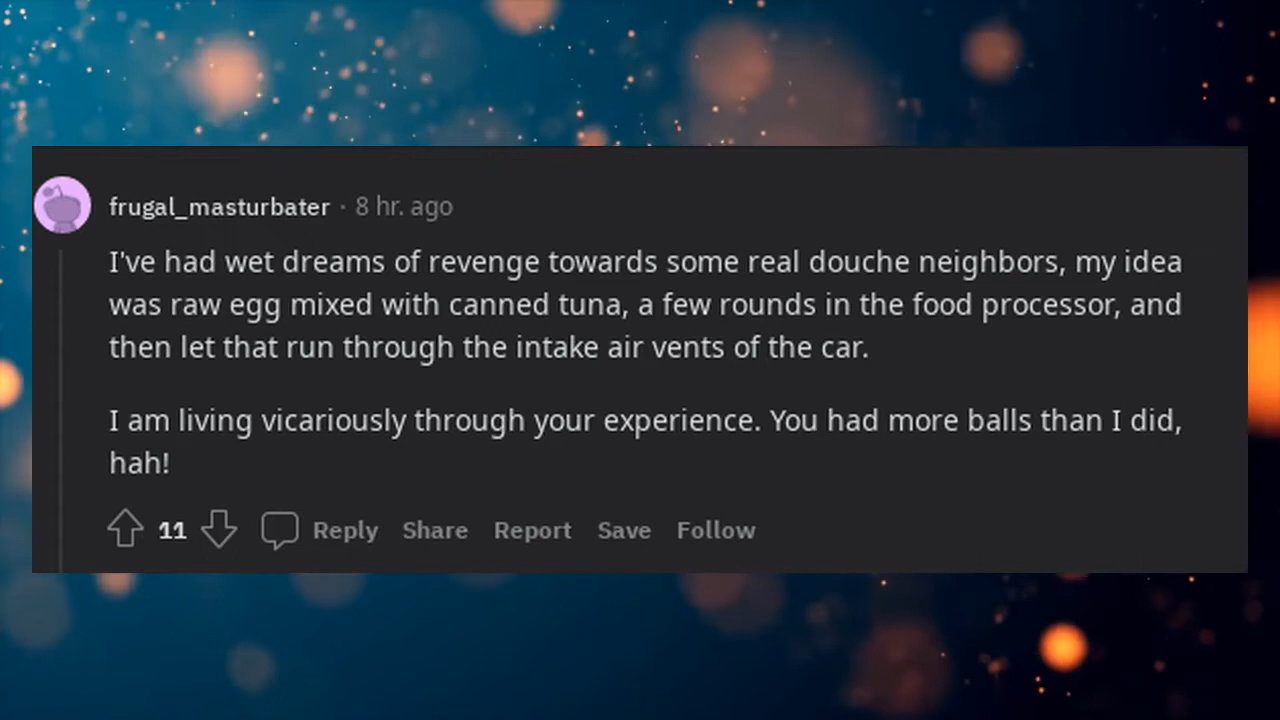 frugal_masturbater · 8 hr. ago
I've had wet dreams of revenge towards some real douche neighbors, my idea
was raw egg mixed with canned tuna, a few rounds in the food processor, and
then let that run through the intake air vents of the car.
I am living vicariously through your experience. You had more balls than I did,
hah!
11 Reply Share Report Save Follow